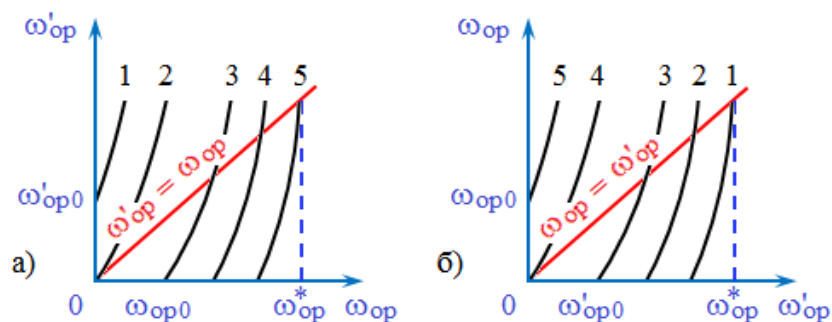 ω'ор
1 2 3 4 5
ω'ор = ωор
ω'ор0
а)
0 ωор0 ω*ор ωор
ωор
5 4 3 2 1
ωор = ω'ор
ωор0
б)
0 ω'ор0 ω*ор ω'ор